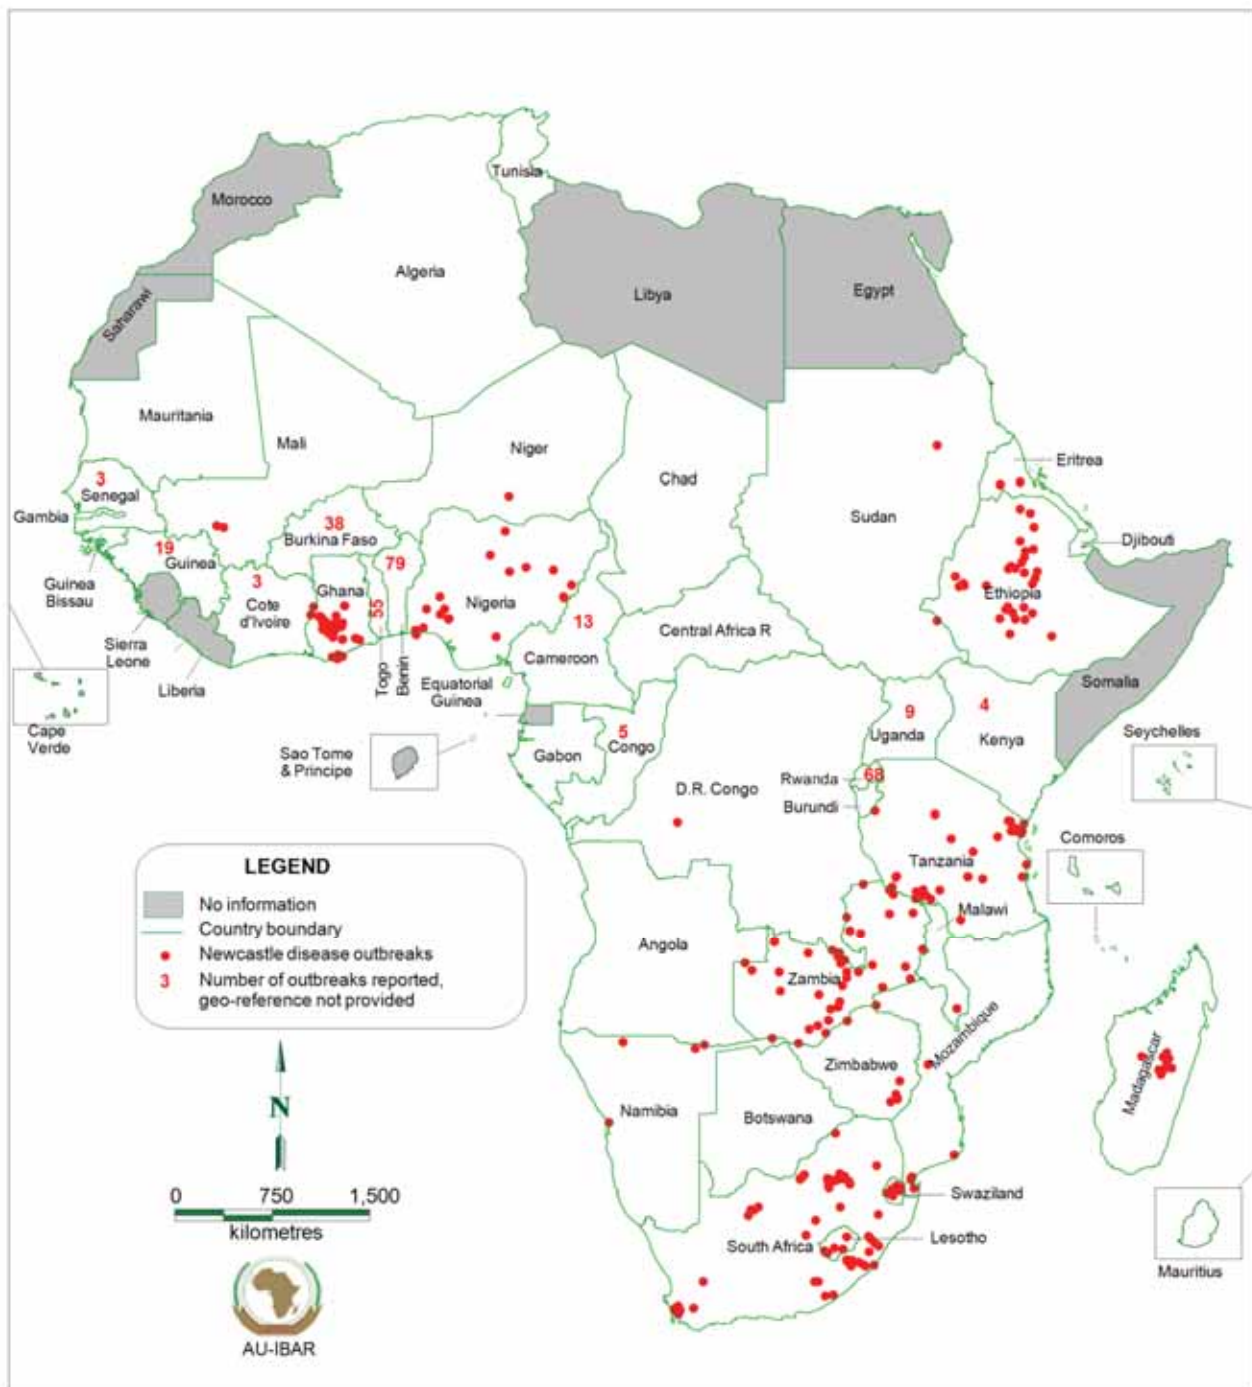 Tunisia
Morocco
Algeria
Libya
Egypt
Saharawi
Mauritania
Mali
Niger
Chad
Sudan
Eritrea
3
Senegal
Gambia
38
Burkina Faso
Djibouti
19
Guinea
79
Guinea
Bissau
3
Cote
d'Ivoire
Ghana
55
Nigeria
Ethiopia
13
Sierra
Leone
Central Africa R
Cameroon
Liberia
Togo
Benin
Equatorial
Guinea
Somalia
Cape
Verde
Sao Tome
& Principe
Gabon
5
Congo
9
Uganda
4
Kenya
Seychelles
D.R. Congo
Rwanda
68
Burundi
Comoros
Tanzania
Malawi
LEGEND
No information
Country boundary
Newcastle disease outbreaks
3 Number of outbreaks reported,
geo-reference not provided
Angola
Zambia
Mozambique
Zimbabwe
Madagascar
N
Namibia
Botswana
0 750 1,500
kilometres
Swaziland
South Africa
Lesotho
Mauritius
AU-IBAR